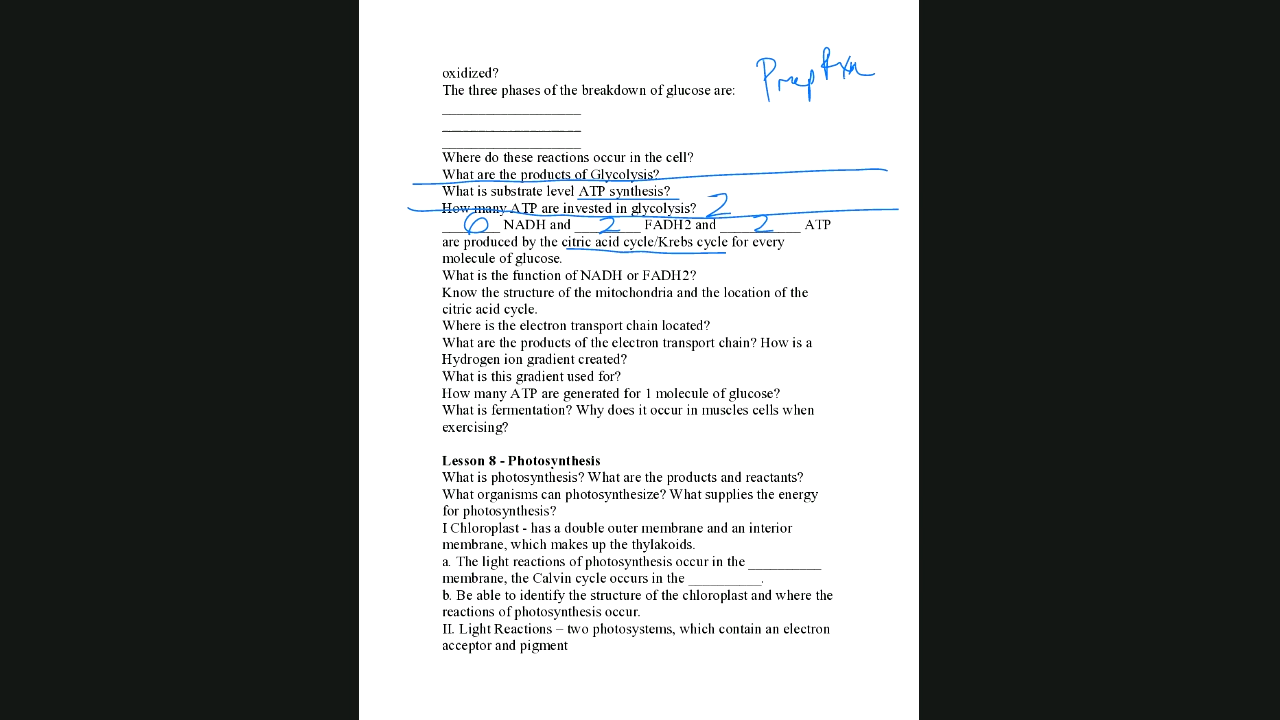 oxidized?
Prep Rxn
The three phases of the breakdown of glucose are:
____________________
____________________
____________________
Where do these reactions occur in the cell?
What are the products of Glycolysis?
What is substrate level ATP synthesis?
How many ATP are invested in glycolysis? 2
____6____ NADH and ____2____ FADH2 and ____2____ ATP
are produced by the citric acid cycle/Krebs cycle for every
molecule of glucose.
What is the function of NADH or FADH2?
Know the structure of the mitochondria and the location of the
citric acid cycle.
Where is the electron transport chain located?
What are the products of the electron transport chain? How is a
Hydrogen ion gradient created?
What is this gradient used for?
How many ATP are generated for 1 molecule of glucose?
What is fermentation? Why does it occur in muscles cells when
exercising?
Lesson 8 - Photosynthesis
What is photosynthesis? What are the products and reactants?
What organisms can photosynthesize? What supplies the energy
for photosynthesis?
I Chloroplast - has a double outer membrane and an interior
membrane, which makes up the thylakoids.
a. The light reactions of photosynthesis occur in the __________
membrane, the Calvin cycle occurs in the __________.
b. Be able to identify the structure of the chloroplast and where the
reactions of photosynthesis occur.
II. Light Reactions – two photosystems, which contain an electron
acceptor and pigment